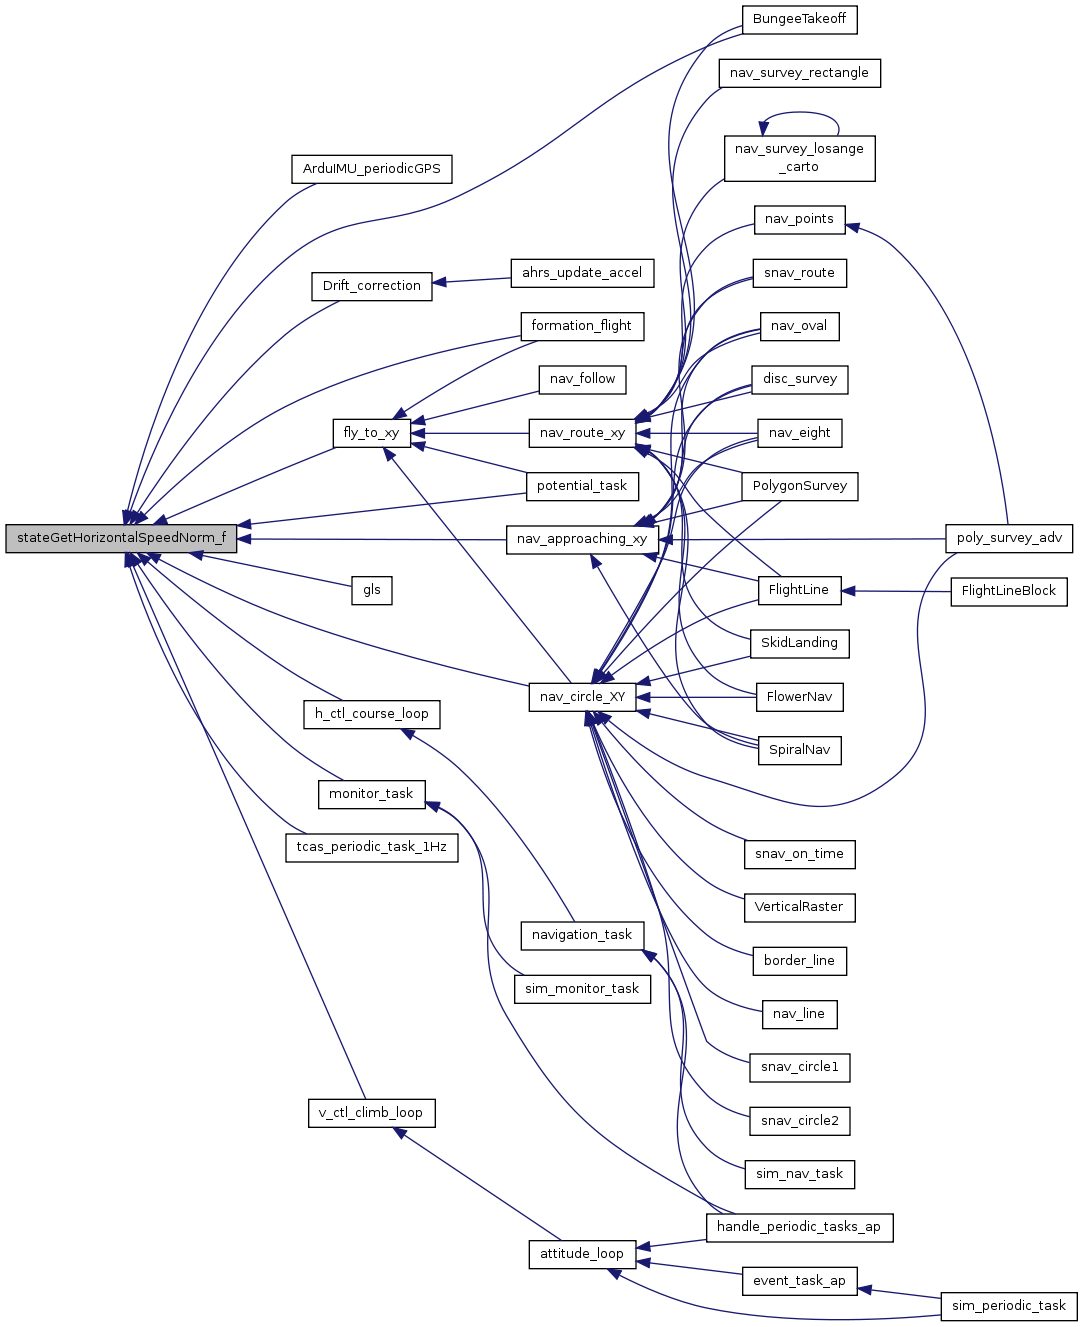 BungeeTakeoff
nav_survey_rectangle
nav_survey_losange
_carto
ArduIMU_periodicGPS
nav_points
snav_route
ahrs_update_accel
Drift_correction
formation_flight
nav_oval
nav_follow
disc_survey
fly_to_xy
nav_route_xy
nav_eight
potential_task
PolygonSurvey
stateGetHorizontalSpeedNorm_f
nav_approaching_xy
poly_survey_adv
gls
FlightLine
FlightLineBlock
SkidLanding
nav_circle_XY
FlowerNav
h_ctl_course_loop
SpiralNav
monitor_task
tcas_periodic_task_1Hz
snav_on_time
VerticalRaster
navigation_task
border_line
sim_monitor_task
nav_line
snav_circle1
v_ctl_climb_loop
snav_circle2
sim_nav_task
handle_periodic_tasks_ap
attitude_loop
event_task_ap
sim_periodic_task